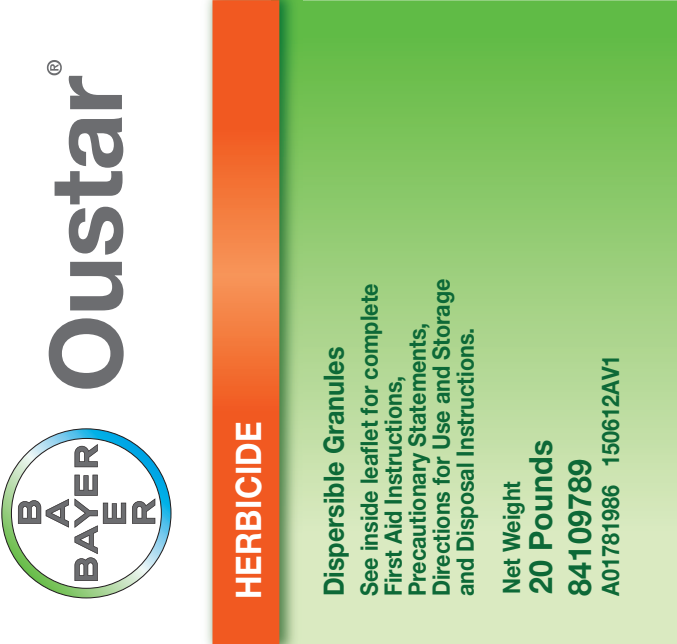 BAYER
BAYER
Oustar®
HERBICIDE
Dispersible Granules
See inside leaflet for complete
First Aid Instructions,
Precautionary Statements,
Directions for Use and Storage
and Disposal Instructions.
Net Weight
20 Pounds
84109789
A01781986 150612AV1